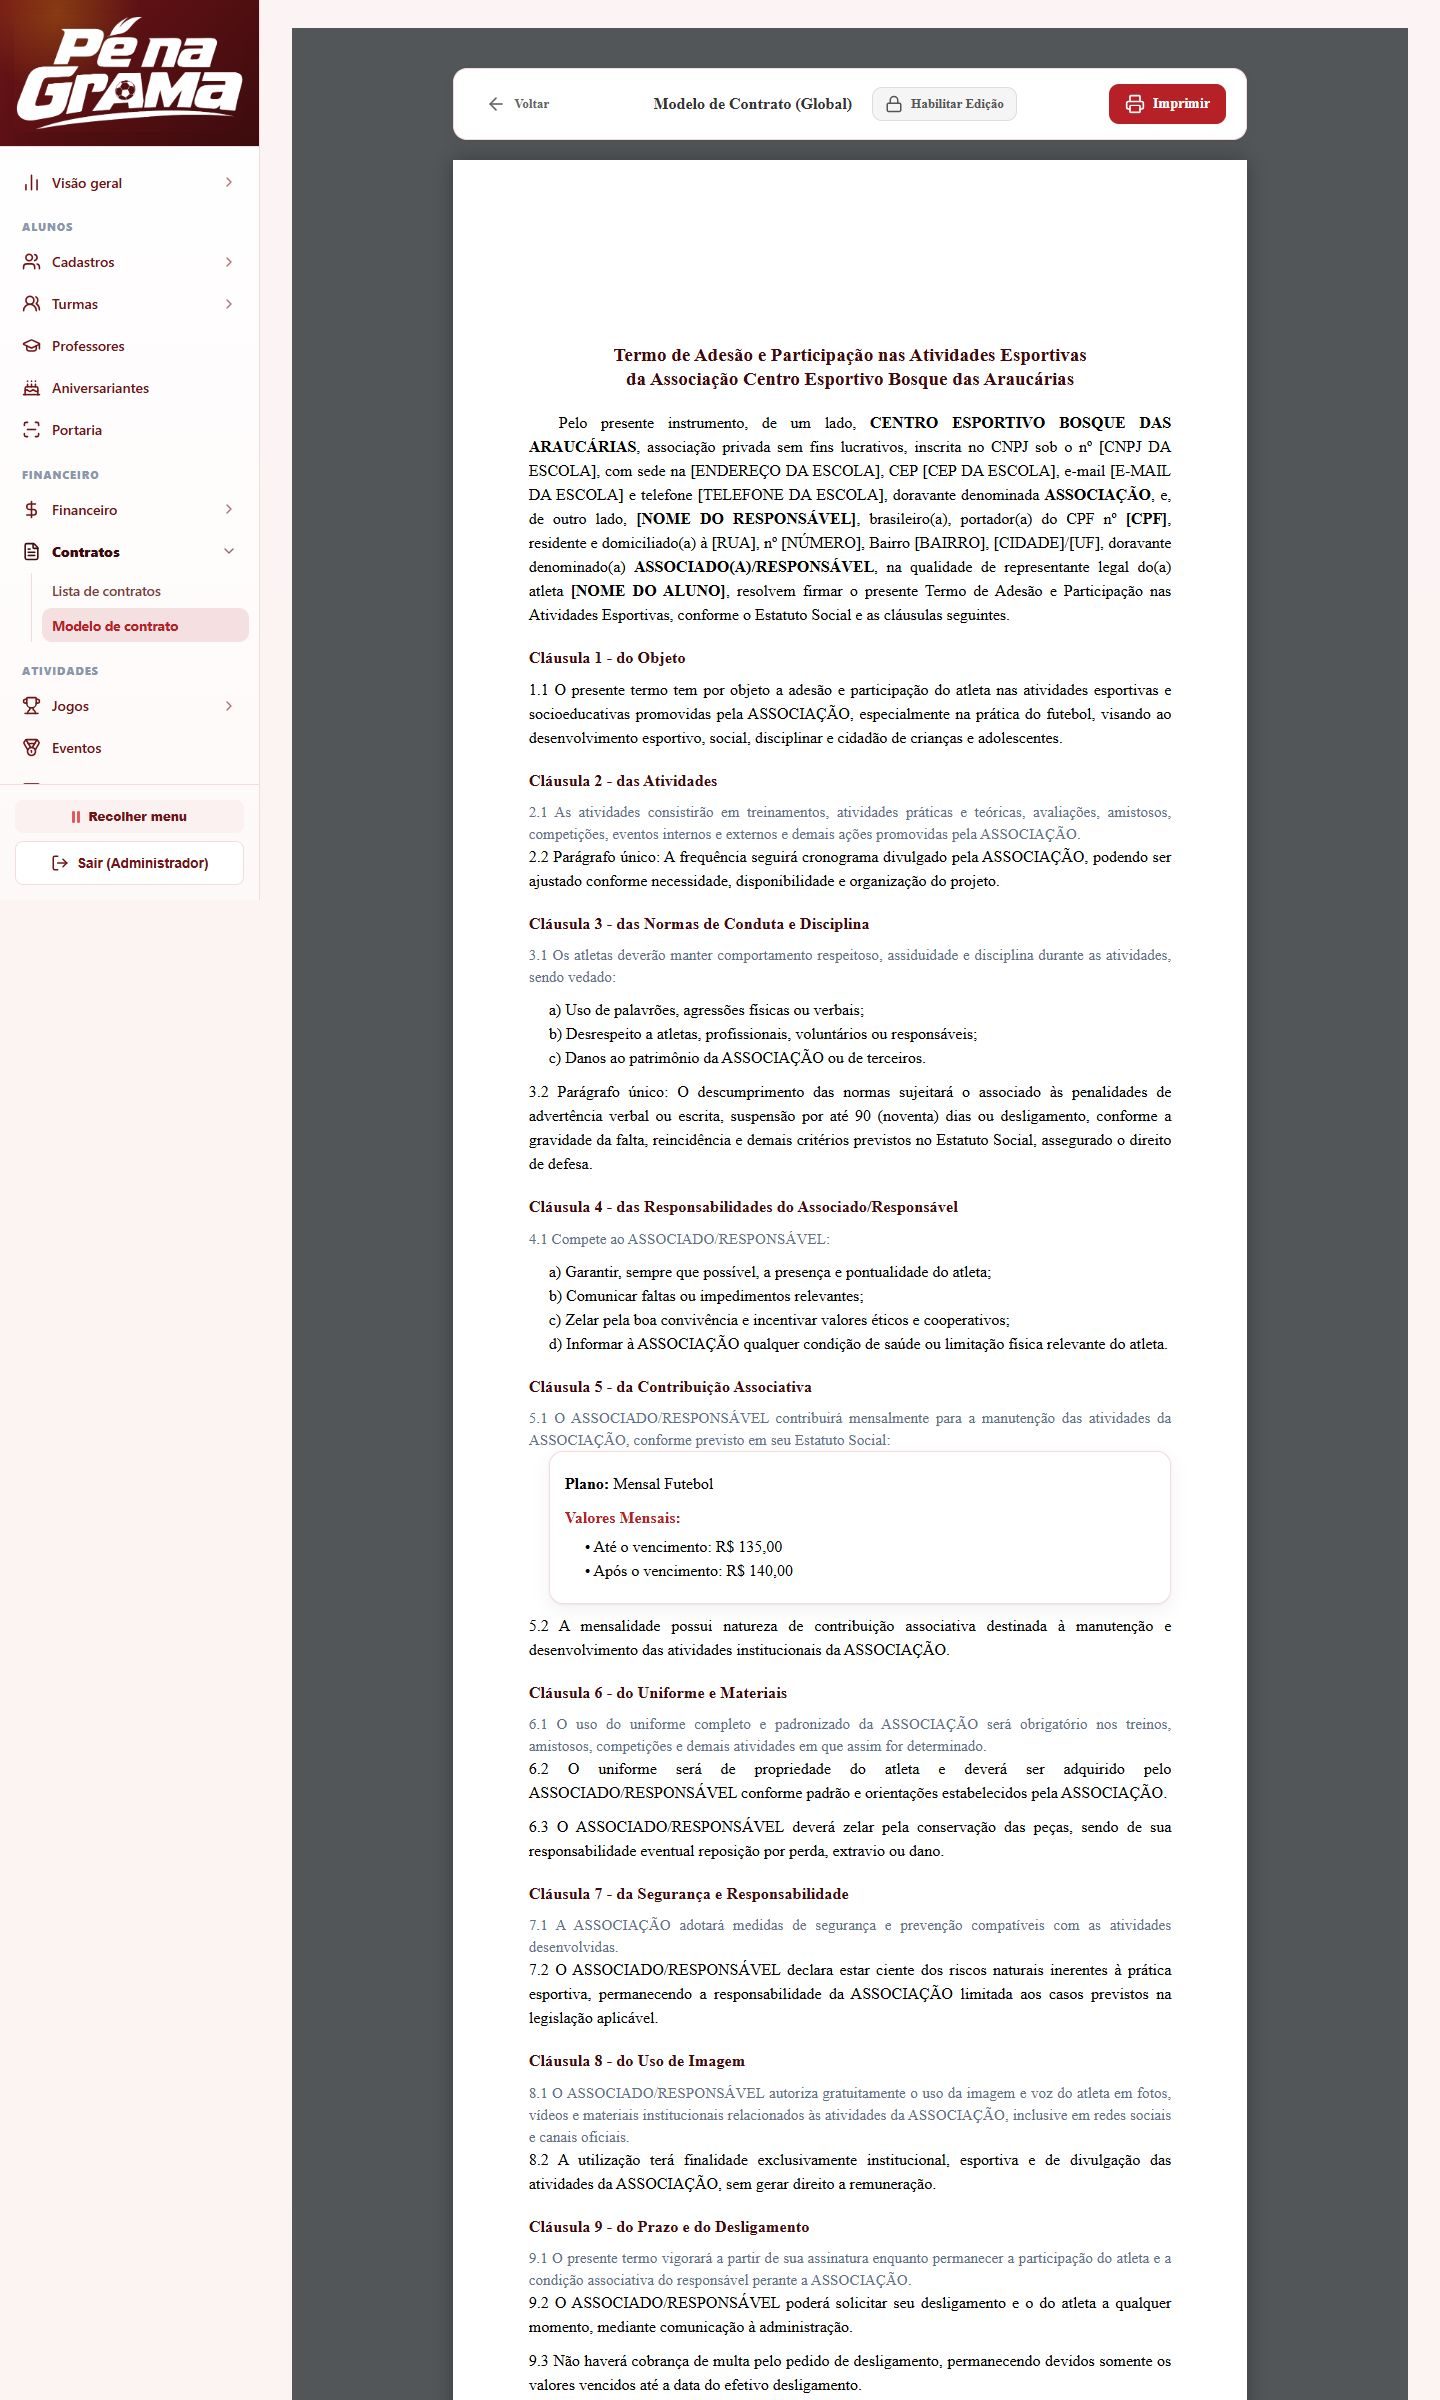 Pé na
GRAMA
Visão geral
ALUNOS
Cadastros
Turmas
Professores
Aniversariantes
Portaria
FINANCEIRO
Financeiro
Contratos
Lista de contratos
Modelo de contrato
ATIVIDADES
Jogos
Eventos
Recolher menu
Sair (Administrador)
Voltar
Modelo de Contrato (Global)
Habilitar Edição
Imprimir
Termo de Adesão e Participação nas Atividades Esportivas
da Associação Centro Esportivo Bosque das Araucárias
Pelo presente instrumento, de um lado, CENTRO ESPORTIVO BOSQUE DAS
ARAUCÁRIAS, associação privada sem fins lucrativos, inscrita no CNPJ sob o nº [CNPJ DA
ESCOLA], com sede na [ENDEREÇO DA ESCOLA], CEP [CEP DA ESCOLA], e-mail [E-MAIL
DA ESCOLA] e telefone [TELEFONE DA ESCOLA], doravante denominada ASSOCIAÇÃO, e,
de outro lado, [NOME DO RESPONSÁVEL], brasileiro(a), portador(a) do CPF nº [CPF],
residente e domiciliado(a) à [RUA], nº [NÚMERO], Bairro [BAIRRO], [CIDADE]/[UF], doravante
denominado(a) ASSOCIADO(A)/RESPONSÁVEL, na qualidade de representante legal do(a)
atleta [NOME DO ALUNO], resolvem firmar o presente Termo de Adesão e Participação nas
Atividades Esportivas, conforme o Estatuto Social e as cláusulas seguintes.
Cláusula 1 - do Objeto
1.1 O presente termo tem por objeto a adesão e participação do atleta nas atividades esportivas e
socioeducativas promovidas pela ASSOCIAÇÃO, especialmente na prática do futebol, visando ao
desenvolvimento esportivo, social, disciplinar e cidadão de crianças e adolescentes.
Cláusula 2 - das Atividades
2.1 As atividades consistirão em treinamentos, atividades práticas e teóricas, avaliações, amistosos,
competições, eventos internos e externos e demais ações promovidas pela ASSOCIAÇÃO.
2.2 Parágrafo único: A frequência seguirá cronograma divulgado pela ASSOCIAÇÃO, podendo ser
ajustado conforme necessidade, disponibilidade e organização do projeto.
Cláusula 3 - das Normas de Conduta e Disciplina
3.1 Os atletas deverão manter comportamento respeitoso, assiduidade e disciplina durante as atividades,
sendo vedado:
a) Uso de palavrões, agressões físicas ou verbais;
b) Desrespeito a atletas, profissionais, voluntários ou responsáveis;
c) Danos ao patrimônio da ASSOCIAÇÃO ou de terceiros.
3.2 Parágrafo único: O descumprimento das normas sujeitará o associado às penalidades de
advertência verbal ou escrita, suspensão por até 90 (noventa) dias ou desligamento, conforme a
gravidade da falta, reincidência e demais critérios previstos no Estatuto Social, assegurado o direito
de defesa.
Cláusula 4 - das Responsabilidades do Associado/Responsável
4.1 Compete ao ASSOCIADO/RESPONSÁVEL:
a) Garantir, sempre que possível, a presença e pontualidade do atleta;
b) Comunicar faltas ou impedimentos relevantes;
c) Zelar pela boa convivência e incentivar valores éticos e cooperativos;
d) Informar à ASSOCIAÇÃO qualquer condição de saúde ou limitação física relevante do atleta.
Cláusula 5 - da Contribuição Associativa
5.1 O ASSOCIADO/RESPONSÁVEL contribuirá mensalmente para a manutenção das atividades da
ASSOCIAÇÃO, conforme previsto em seu Estatuto Social:
Plano: Mensal Futebol
Valores Mensais:
• Até o vencimento: R$ 135,00
• Após o vencimento: R$ 140,00
5.2 A mensalidade possui natureza de contribuição associativa destinada à manutenção e
desenvolvimento das atividades institucionais da ASSOCIAÇÃO.
Cláusula 6 - do Uniforme e Materiais
6.1 O uso do uniforme completo e padronizado da ASSOCIAÇÃO será obrigatório nos treinos,
amistosos, competições e demais atividades em que assim for determinado.
6.2 O uniforme será de propriedade do atleta e deverá ser adquirido pelo
ASSOCIADO/RESPONSÁVEL conforme padrão e orientações estabelecidos pela ASSOCIAÇÃO.
6.3 O ASSOCIADO/RESPONSÁVEL deverá zelar pela conservação das peças, sendo de sua
responsabilidade eventual reposição por perda, extravio ou dano.
Cláusula 7 - da Segurança e Responsabilidade
7.1 A ASSOCIAÇÃO adotará medidas de segurança e prevenção compatíveis com as atividades
desenvolvidas.
7.2 O ASSOCIADO/RESPONSÁVEL declara estar ciente dos riscos naturais inerentes à prática
esportiva, permanecendo a responsabilidade da ASSOCIAÇÃO limitada aos casos previstos na
legislação aplicável.
Cláusula 8 - do Uso de Imagem
8.1 O ASSOCIADO/RESPONSÁVEL autoriza gratuitamente o uso da imagem e voz do atleta em fotos,
vídeos e materiais institucionais relacionados às atividades da ASSOCIAÇÃO, inclusive em redes sociais
e canais oficiais.
8.2 A utilização terá finalidade exclusivamente institucional, esportiva e de divulgação das
atividades da ASSOCIAÇÃO, sem gerar direito a remuneração.
Cláusula 9 - do Prazo e do Desligamento
9.1 O presente termo vigorará a partir de sua assinatura enquanto permanecer a participação do atleta e a
condição associativa do responsável perante a ASSOCIAÇÃO.
9.2 O ASSOCIADO/RESPONSÁVEL poderá solicitar seu desligamento e o do atleta a qualquer
momento, mediante comunicação à administração.
9.3 Não haverá cobrança de multa pelo pedido de desligamento, permanecendo devidos somente os
valores vencidos até a data do efetivo desligamento.